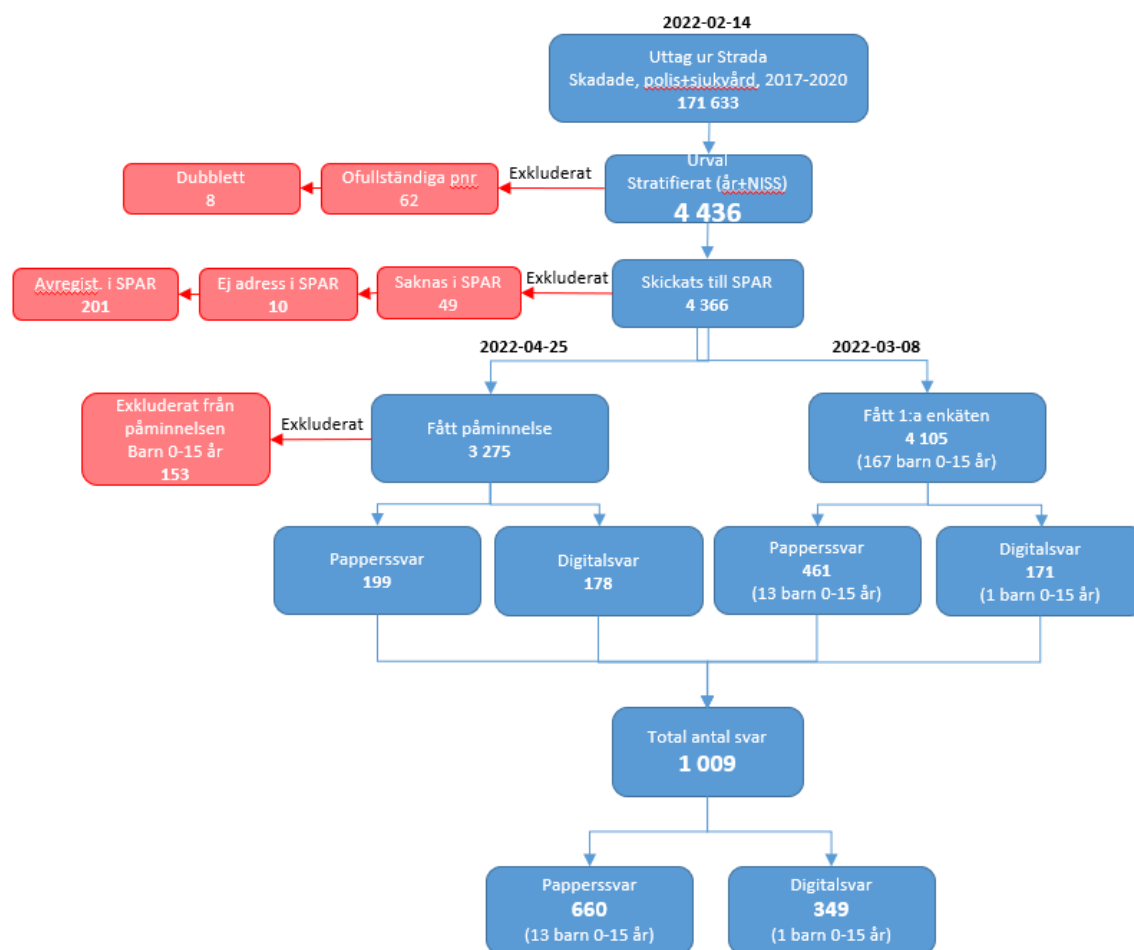 2022-02-14
Uttag ur Strada
Skadade, polis+sjukvård, 2017-2020
171 633
Urval
Stratifierat (år+NISS)
4 436
Exkluderat
Ofullständiga pnr
62
Dubblett
8
Skickats till SPAR
4 366
Exkluderat
Saknas i SPAR
49
Ej adress i SPAR
10
Avregist. i SPAR
201
2022-04-25
2022-03-08
Fått påminnelse
3 275
Exkluderat
Exkluderat från
påminnelsen
Barn 0-15 år
153
Fått 1:a enkäten
4 105
(167 barn 0-15 år)
Papperssvar
199
Digitalsvar
178
Papperssvar
461
(13 barn 0-15 år)
Digitalsvar
171
(1 barn 0-15 år)
Total antal svar
1 009
Papperssvar
660
(13 barn 0-15 år)
Digitalsvar
349
(1 barn 0-15 år)